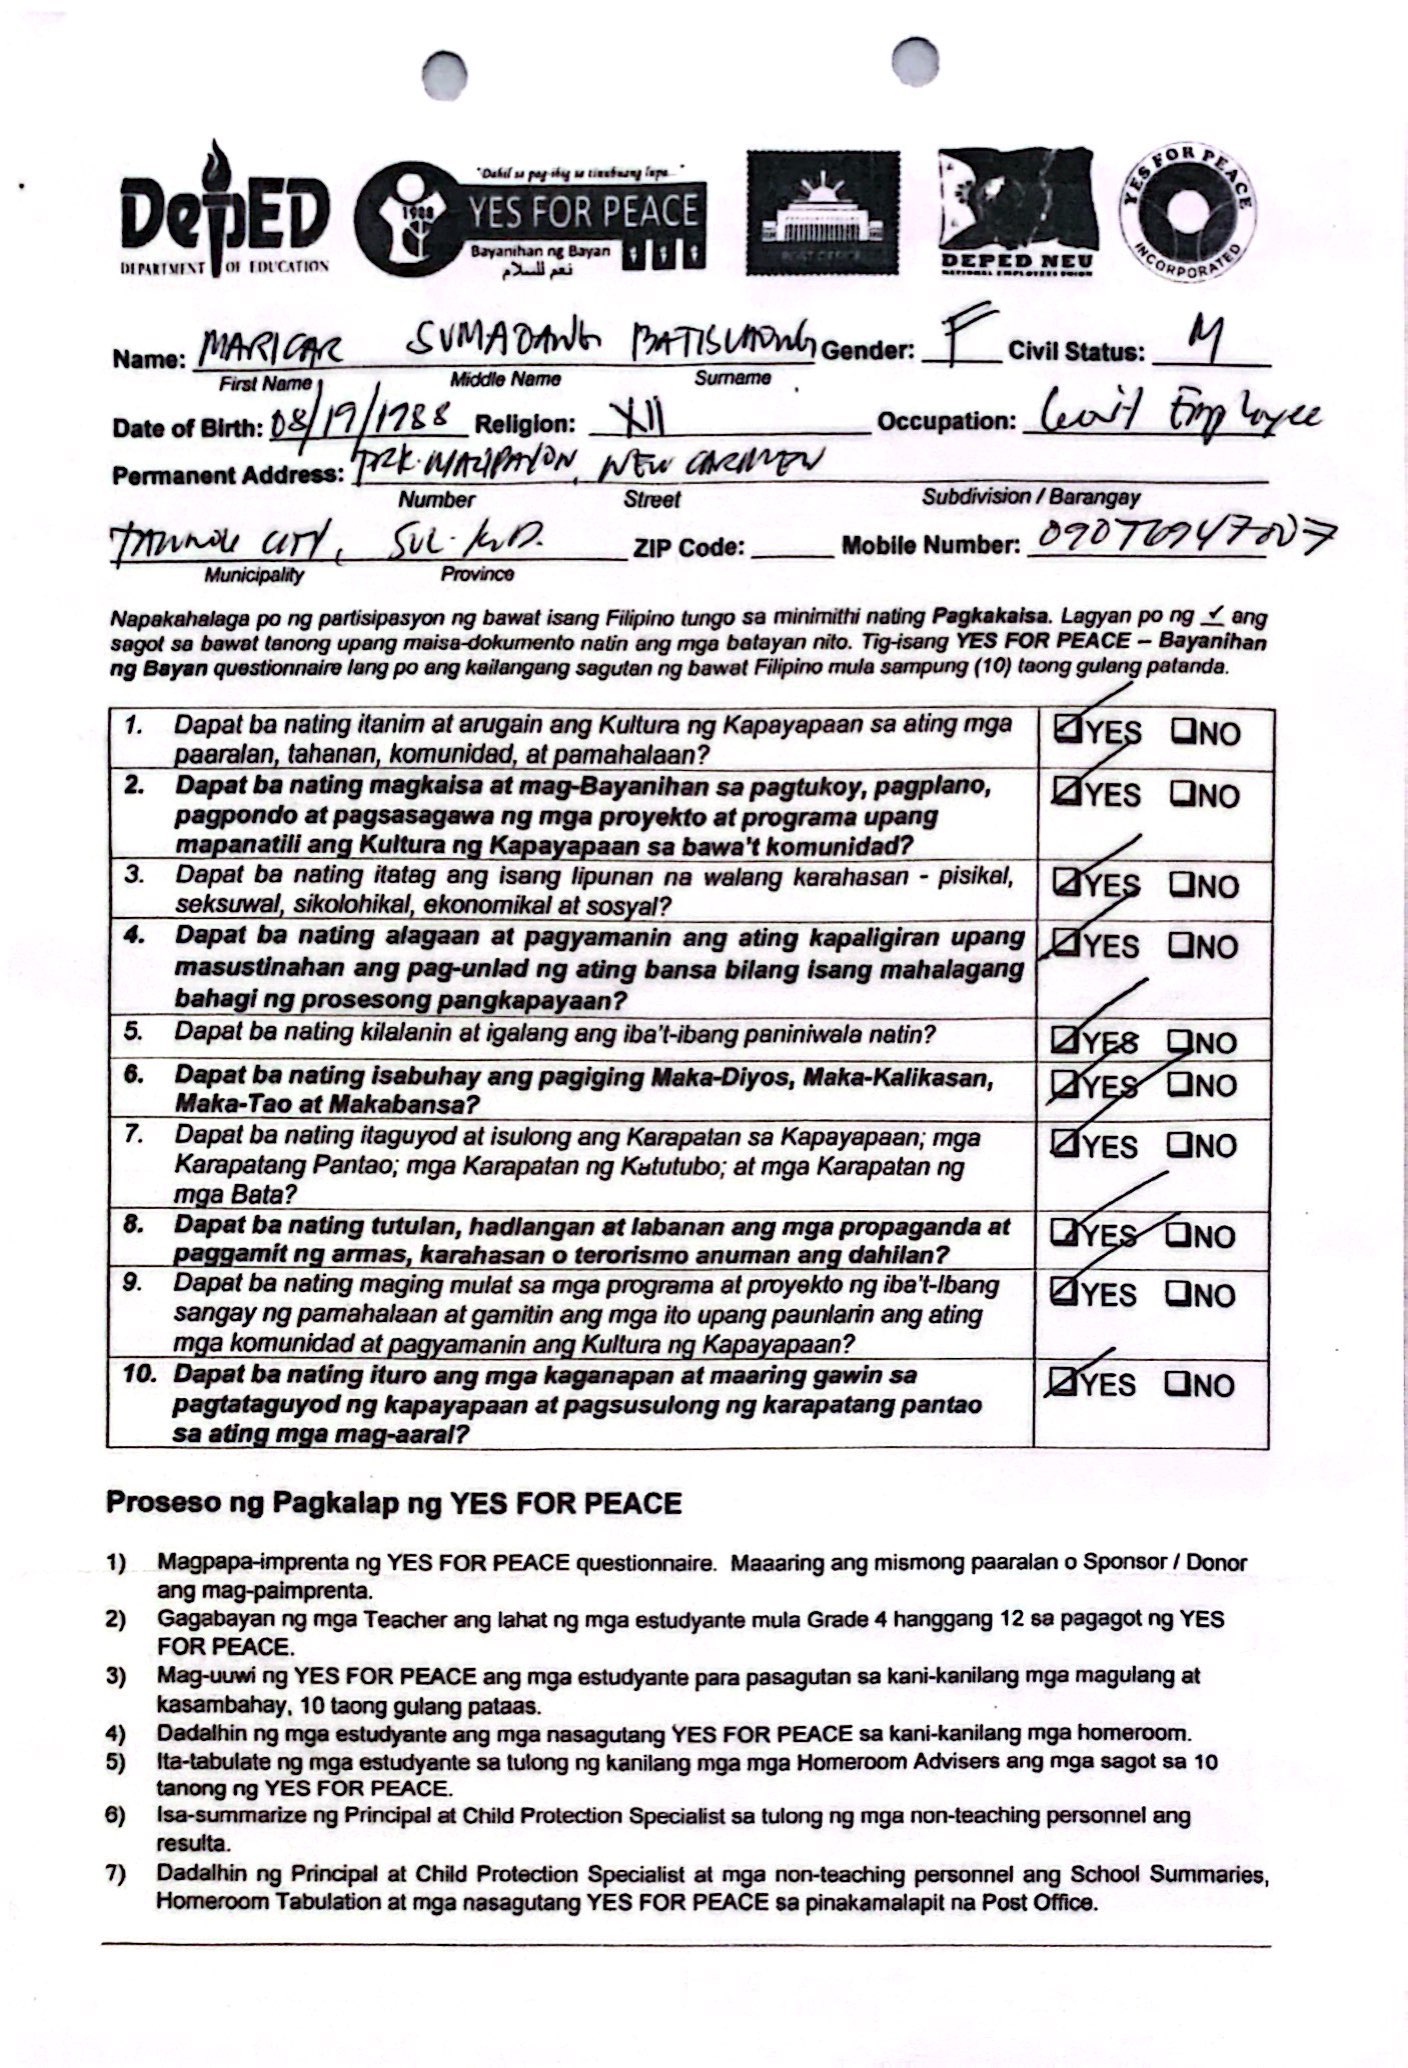 DepED
DEPARTMENT OF EDUCATION
"Dahil sa pag-ibig sa tinubuang lupa..."
1988
YES FOR PEACE
Bayanihan ng Bayan
نعم للسلام
POST OFFICE
DEPED NEU
NATIONAL EMPLOYEES UNION
YES FOR PEACE
INCORPORATED
Name: MARICAR SUMADANG Gender: F Civil Status: M
First Name Middle Name Surname
Date of Birth: 08/19/1988 Religion: Occupation: Gov't Employee
Permanent Address: PRK. MALIPAYON, NEW CARMEN
Number Street Subdivision / Barangay
CITY, SUL. K.D. ZIP Code: Mobile Number:
Municipality Province
Napakahalaga po ng partisipasyon ng bawat isang Filipino tungo sa minimithi nating Pagkakaisa. Lagyan po ng ✓ ang
sagot sa bawat tanong upang maisa-dokumento natin ang mga batayan nito. Tig-isang YES FOR PEACE – Bayanihan
ng Bayan questionnaire lang po ang kailangang sagutan ng bawat Filipino mula sampung (10) taong gulang patanda.
1. Dapat ba nating itanim at arugain ang Kultura ng Kapayapaan sa ating mga
paaralan, tahanan, komunidad, at pamahalaan? ☑YES ☐NO
2. Dapat ba nating magkaisa at mag-Bayanihan sa pagtukoy, pagplano,
pagpondo at pagsasagawa ng mga proyekto at programa upang
mapanatili ang Kultura ng Kapayapaan sa bawa't komunidad? ☑YES ☐NO
3. Dapat ba nating itatag ang isang lipunan na walang karahasan - pisikal,
seksuwal, sikolohikal, ekonomikal at sosyal? ☑YES ☐NO
4. Dapat ba nating alagaan at pagyamanin ang ating kapaligiran upang
masustinahan ang pag-unlad ng ating bansa bilang isang mahalagang
bahagi ng prosesong pangkapayaan? ☑YES ☐NO
5. Dapat ba nating kilalanin at igalang ang iba't-ibang paniniwala natin? ☑YES ☐NO
6. Dapat ba nating isabuhay ang pagiging Maka-Diyos, Maka-Kalikasan,
Maka-Tao at Makabansa? ☑YES ☐NO
7. Dapat ba nating itaguyod at isulong ang Karapatan sa Kapayapaan; mga
Karapatang Pantao; mga Karapatan ng Katutubo; at mga Karapatan ng
mga Bata? ☑YES ☐NO
8. Dapat ba nating tutulan, hadlangan at labanan ang mga propaganda at
paggamit ng armas, karahasan o terorismo anuman ang dahilan? ☑YES ☐NO
9. Dapat ba nating maging mulat sa mga programa at proyekto ng iba't-Ibang
sangay ng pamahalaan at gamitin ang mga ito upang paunlarin ang ating
mga komunidad at pagyamanin ang Kultura ng Kapayapaan? ☑YES ☐NO
10. Dapat ba nating ituro ang mga kaganapan at maaring gawin sa
pagtataguyod ng kapayapaan at pagsusulong ng karapatang pantao
sa ating mga mag-aaral? ☑YES ☐NO
Proseso ng Pagkalap ng YES FOR PEACE
1) Magpapa-imprenta ng YES FOR PEACE questionnaire. Maaaring ang mismong paaralan o Sponsor / Donor
ang mag-paimprenta.
2) Gagabayan ng mga Teacher ang lahat ng mga estudyante mula Grade 4 hanggang 12 sa pagagot ng YES
FOR PEACE.
3) Mag-uuwi ng YES FOR PEACE ang mga estudyante para pasagutan sa kani-kanilang mga magulang at
kasambahay, 10 taong gulang pataas.
4) Dadalhin ng mga estudyante ang mga nasagutang YES FOR PEACE sa kani-kanilang mga homeroom.
5) Ita-tabulate ng mga estudyante sa tulong ng kanilang mga mga Homeroom Advisers ang mga sagot sa 10
tanong ng YES FOR PEACE.
6) Isa-summarize ng Principal at Child Protection Specialist sa tulong ng mga non-teaching personnel ang
resulta.
7) Dadalhin ng Principal at Child Protection Specialist at mga non-teaching personnel ang School Summaries,
Homeroom Tabulation at mga nasagutang YES FOR PEACE sa pinakamalapit na Post Office.